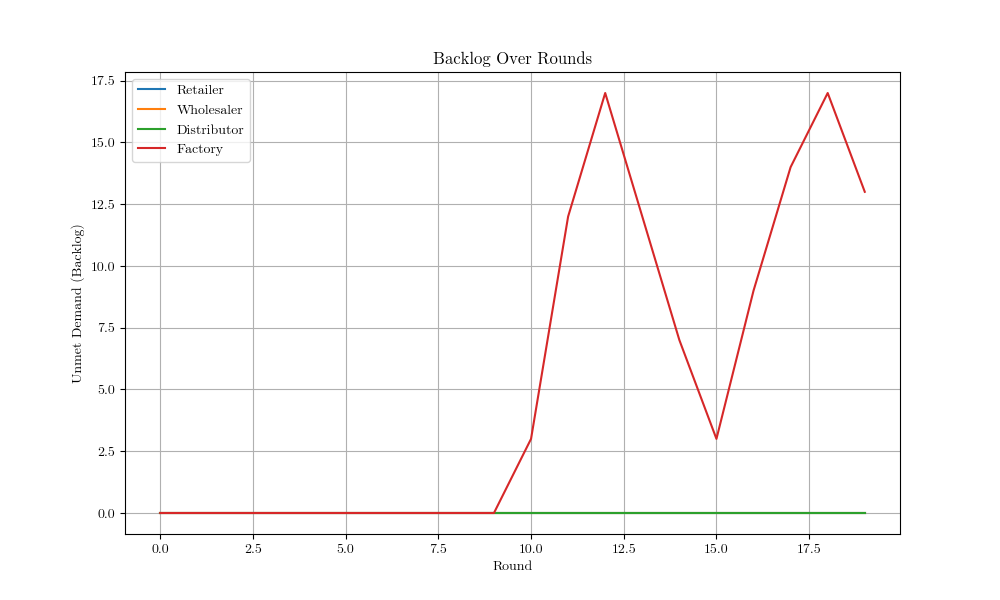 Backlog Over Rounds
17.5
15.0
12.5
10.0
7.5
5.0
2.5
0.0
Unmet Demand (Backlog)
Retailer
Wholesaler
Distributor
Factory
0.0 2.5 5.0 7.5 10.0 12.5 15.0 17.5
Round